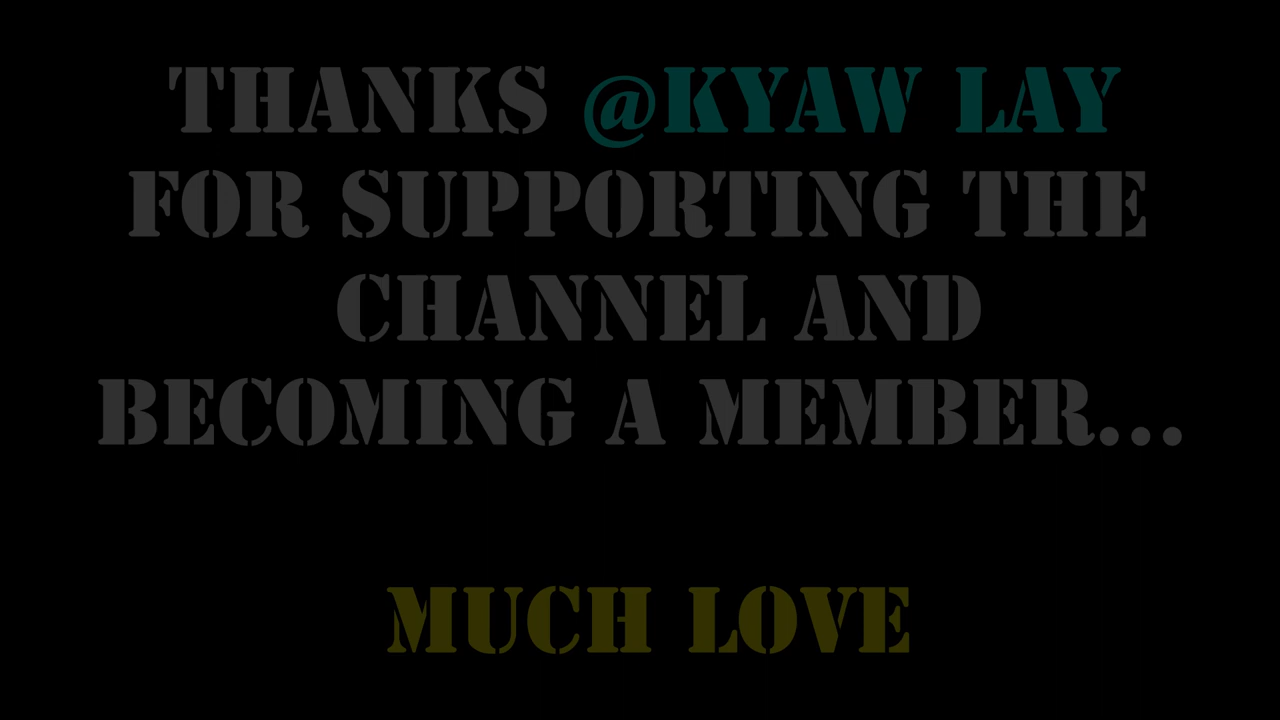 THANKS @KYAW LAY
FOR SUPPORTING THE
CHANNEL AND
BECOMING A MEMBER...
MUCH LOVE